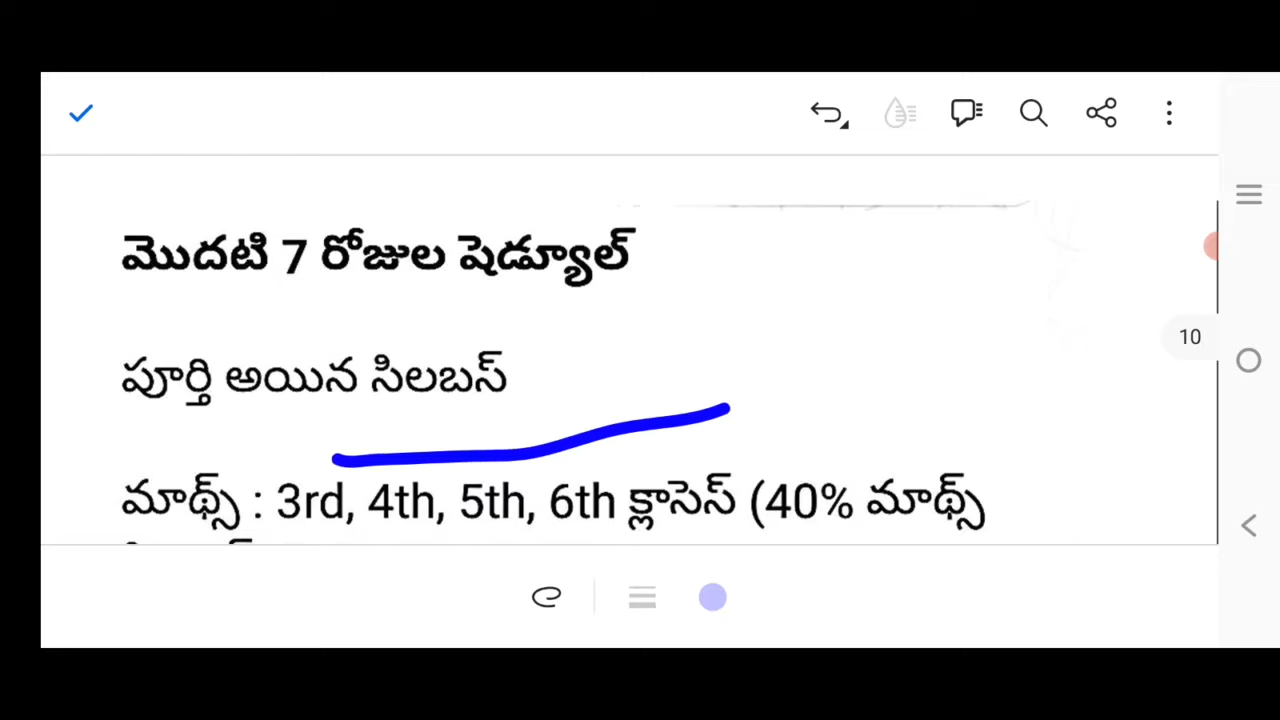 మొదటి 7 రోజుల షెడ్యూల్
10
పూర్తి అయిన సిలబస్
మాథ్స్ : 3rd, 4th, 5th, 6th క్లాసెస్ (40% మాథ్స్